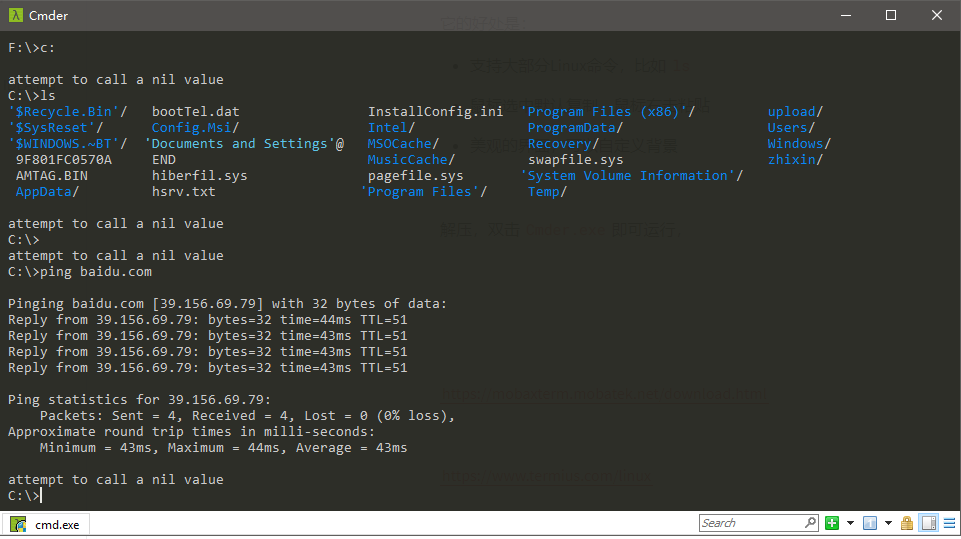 Cmder
F:\>c:
attempt to call a nil value
C:\>ls
'$Recycle.Bin'/ bootTel.dat InstallConfig.ini 'Program Files (x86)'/ upload/
'$SysReset'/ Config.Msi/ Intel/ ProgramData/ Users/
'$WINDOWS.~BT'/ 'Documents and Settings'@ MSOCache/ Recovery/ Windows/
9F801FC0570A END MusicCache/ swapfile.sys zhixin/
AMTAG.BIN hiberfil.sys pagefile.sys 'System Volume Information'/
AppData/ hsrv.txt 'Program Files'/ Temp/
attempt to call a nil value
C:\>
attempt to call a nil value
C:\>ping baidu.com
Pinging baidu.com [39.156.69.79] with 32 bytes of data:
Reply from 39.156.69.79: bytes=32 time=44ms TTL=51
Reply from 39.156.69.79: bytes=32 time=43ms TTL=51
Reply from 39.156.69.79: bytes=32 time=43ms TTL=51
Reply from 39.156.69.79: bytes=32 time=43ms TTL=51
Ping statistics for 39.156.69.79:
Packets: Sent = 4, Received = 4, Lost = 0 (0% loss),
Approximate round trip times in milli-seconds:
Minimum = 43ms, Maximum = 44ms, Average = 43ms
attempt to call a nil value
C:\>
cmd.exe
Search